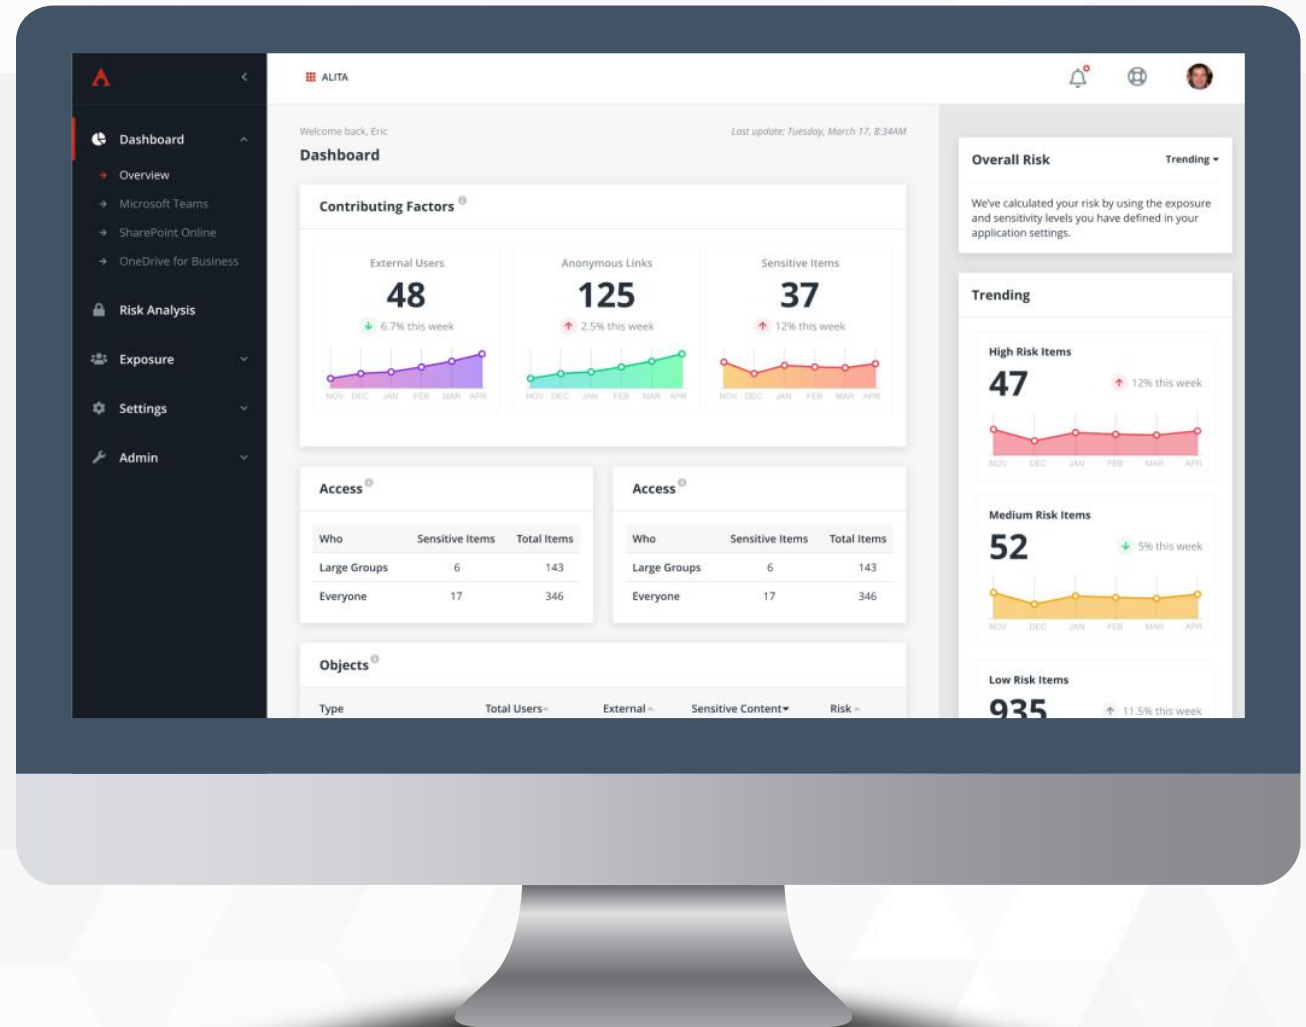 ALITA
Dashboard
Overview
Microsoft Teams
SharePoint Online
OneDrive for Business
Risk Analysis
Exposure
Settings
Admin
Welcome back, Eric
Last update: Tuesday, March 17, 8:34AM
Dashboard
Contributing Factors
External Users
48
6.7% this week
NOV DEC JAN FEB MAR APR
Anonymous Links
125
2.5% this week
NOV DEC JAN FEB MAR APR
Sensitive Items
37
12% this week
NOV DEC JAN FEB MAR APR
Access
Who Sensitive Items Total Items
Large Groups 6 143
Everyone 17 346
Access
Who Sensitive Items Total Items
Large Groups 6 143
Everyone 17 346
Objects
Type Total Users External Sensitive Content Risk
Overall Risk Trending
We've calculated your risk by using the exposure
and sensitivity levels you have defined in your
application settings.
Trending
High Risk Items
47
12% this week
NOV DEC JAN FEB MAR APR
Medium Risk Items
52
5% this week
NOV DEC JAN FEB MAR APR
Low Risk Items
935
11.5% this week